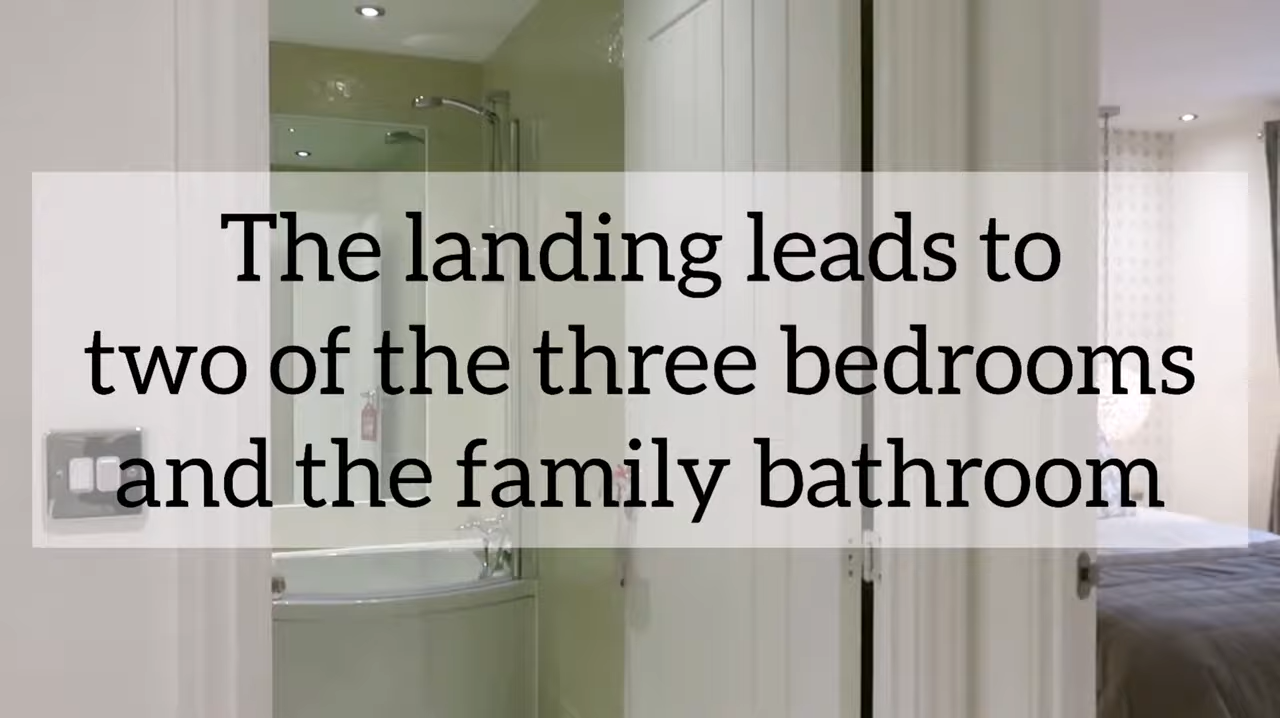 The landing leads to
two of the three bedrooms
and the family bathroom